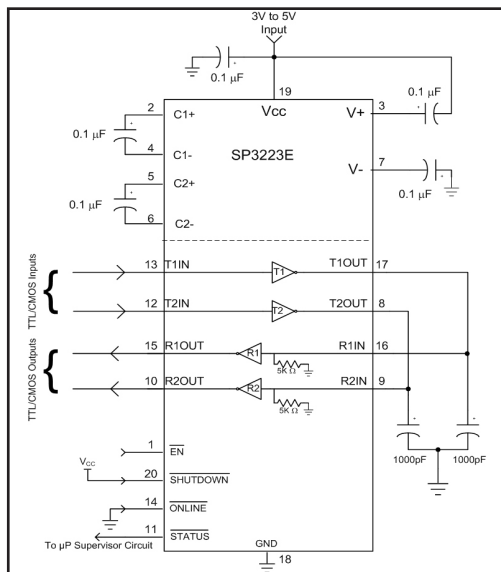 3V to 5V
Input
0.1 μF
19
Vcc
0.1 μF
2
C1+
V+
3
0.1 μF
4
C1-
SP3223E
5
C2+
V-
7
0.1 μF
6
C2-
0.1 μF
TTL/CMOS Inputs
13
T1IN
T1
T1OUT
17
12
T2IN
T2
T2OUT
8
TTL/CMOS Outputs
15
R1OUT
R1
R1IN
16
5K Ω
10
R2OUT
R2
R2IN
9
5K Ω
1
EN
1000pF
1000pF
VCC
20
SHUTDOWN
14
ONLINE
11
STATUS
To μP Supervisor Circuit
GND
18